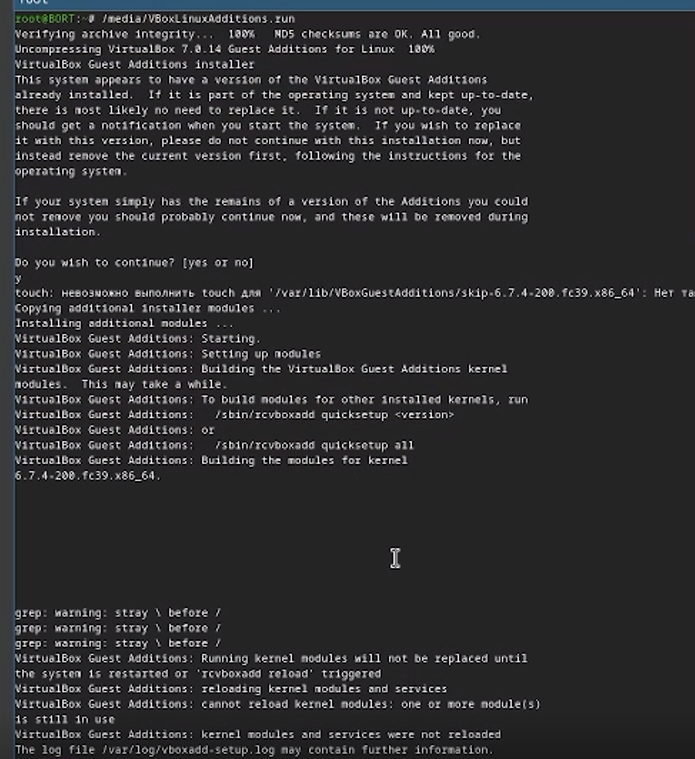 root
root@BORT:~# /media/VBoxLinuxAdditions.run
Verifying archive integrity...  100%   MD5 checksums are OK. All good.
Uncompressing VirtualBox 7.0.14 Guest Additions for Linux  100%
VirtualBox Guest Additions installer
This system appears to have a version of the VirtualBox Guest Additions
already installed.  If it is part of the operating system and kept up-to-date,
there is most likely no need to replace it.  If it is not up-to-date, you
should get a notification when you start the system.  If you wish to replace
it with this version, please do not continue with this installation now, but
instead remove the current version first, following the instructions for the
operating system.
If your system simply has the remains of a version of the Additions you could
not remove you should probably continue now, and these will be removed during
installation.
Do you wish to continue? [yes or no]
y
touch: невозможно выполнить touch для '/var/lib/VBoxGuestAdditions/skip-6.7.4-200.fc39.x86_64': Нет та
Copying additional installer modules ...
Installing additional modules ...
VirtualBox Guest Additions: Starting.
VirtualBox Guest Additions: Setting up modules
VirtualBox Guest Additions: Building the VirtualBox Guest Additions kernel
modules.  This may take a while.
VirtualBox Guest Additions: To build modules for other installed kernels, run
VirtualBox Guest Additions:   /sbin/rcvboxadd quicksetup <version>
VirtualBox Guest Additions: or
VirtualBox Guest Additions:   /sbin/rcvboxadd quicksetup all
VirtualBox Guest Additions: Building the modules for kernel
6.7.4-200.fc39.x86_64.
grep: warning: stray \ before /
grep: warning: stray \ before /
grep: warning: stray \ before /
VirtualBox Guest Additions: Running kernel modules will not be replaced until
the system is restarted or 'rcvboxadd reload' triggered
VirtualBox Guest Additions: reloading kernel modules and services
VirtualBox Guest Additions: cannot reload kernel modules: one or more module(s)
is still in use
VirtualBox Guest Additions: kernel modules and services were not reloaded
The log file /var/log/vboxadd-setup.log may contain further information.